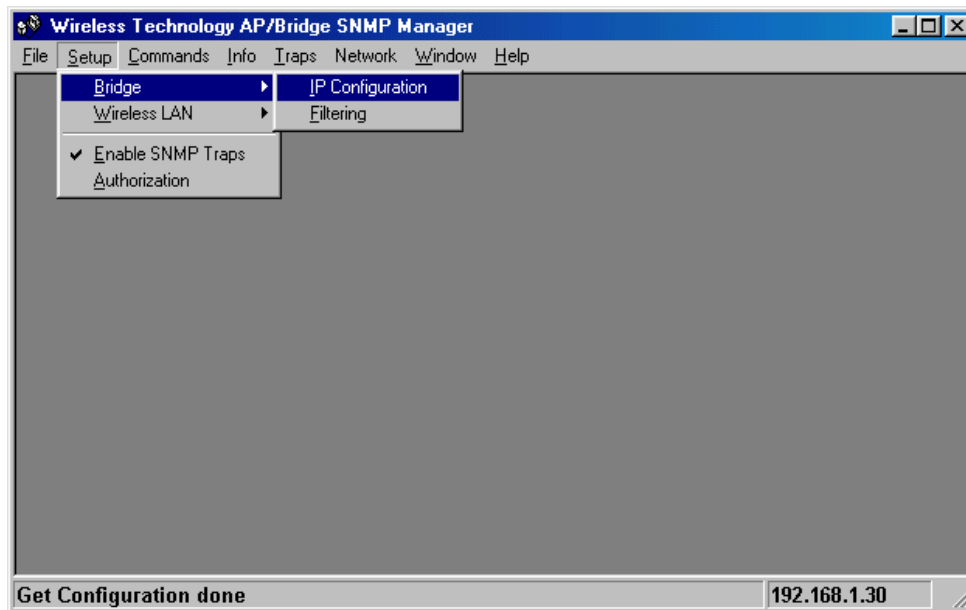 Wireless Technology AP/Bridge SNMP Manager
File Setup Commands Info Traps Network Window Help
Bridge
IP Configuration
Wireless LAN
Filtering
Enable SNMP Traps
Authorization
Get Configuration done
192.168.1.30